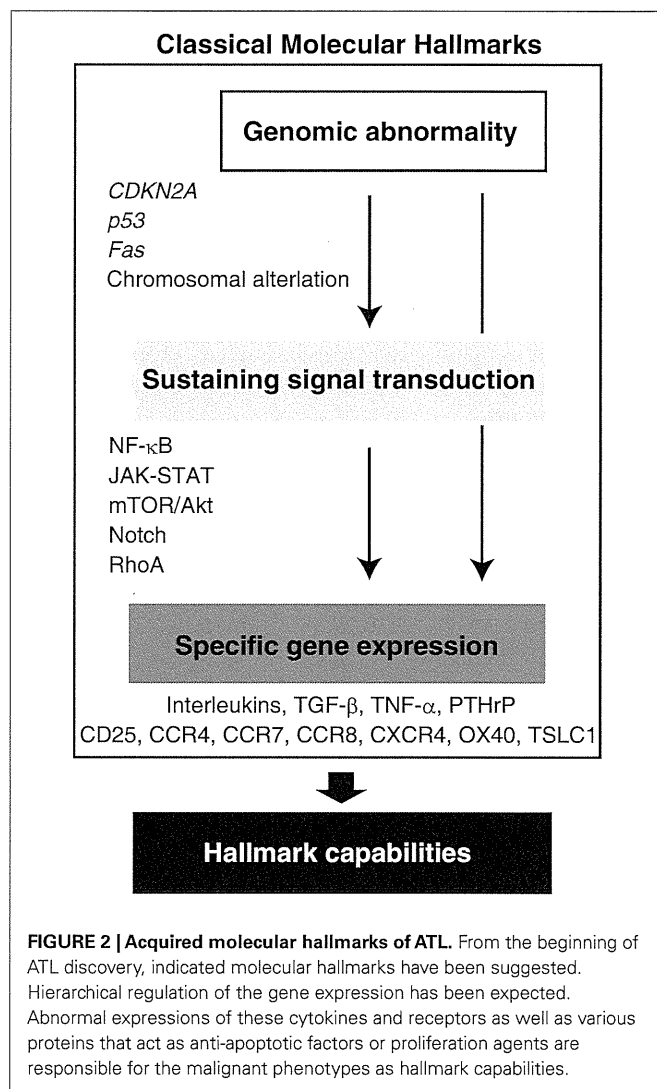 Classical Molecular Hallmarks
Genomic abnormality
CDKN2A
p53
Fas
Chromosomal alterlation
Sustaining signal transduction
NF-κB
JAK-STAT
mTOR/Akt
Notch
RhoA
Specific gene expression
Interleukins, TGF-β, TNF-α, PTHrP
CD25, CCR4, CCR7, CCR8, CXCR4, OX40, TSLC1
Hallmark capabilities
FIGURE 2 | Acquired molecular hallmarks of ATL. From the beginning of
ATL discovery, indicated molecular hallmarks have been suggested.
Hierarchical regulation of the gene expression has been expected.
Abnormal expressions of these cytokines and receptors as well as various
proteins that act as anti-apoptotic factors or proliferation agents are
responsible for the malignant phenotypes as hallmark capabilities.